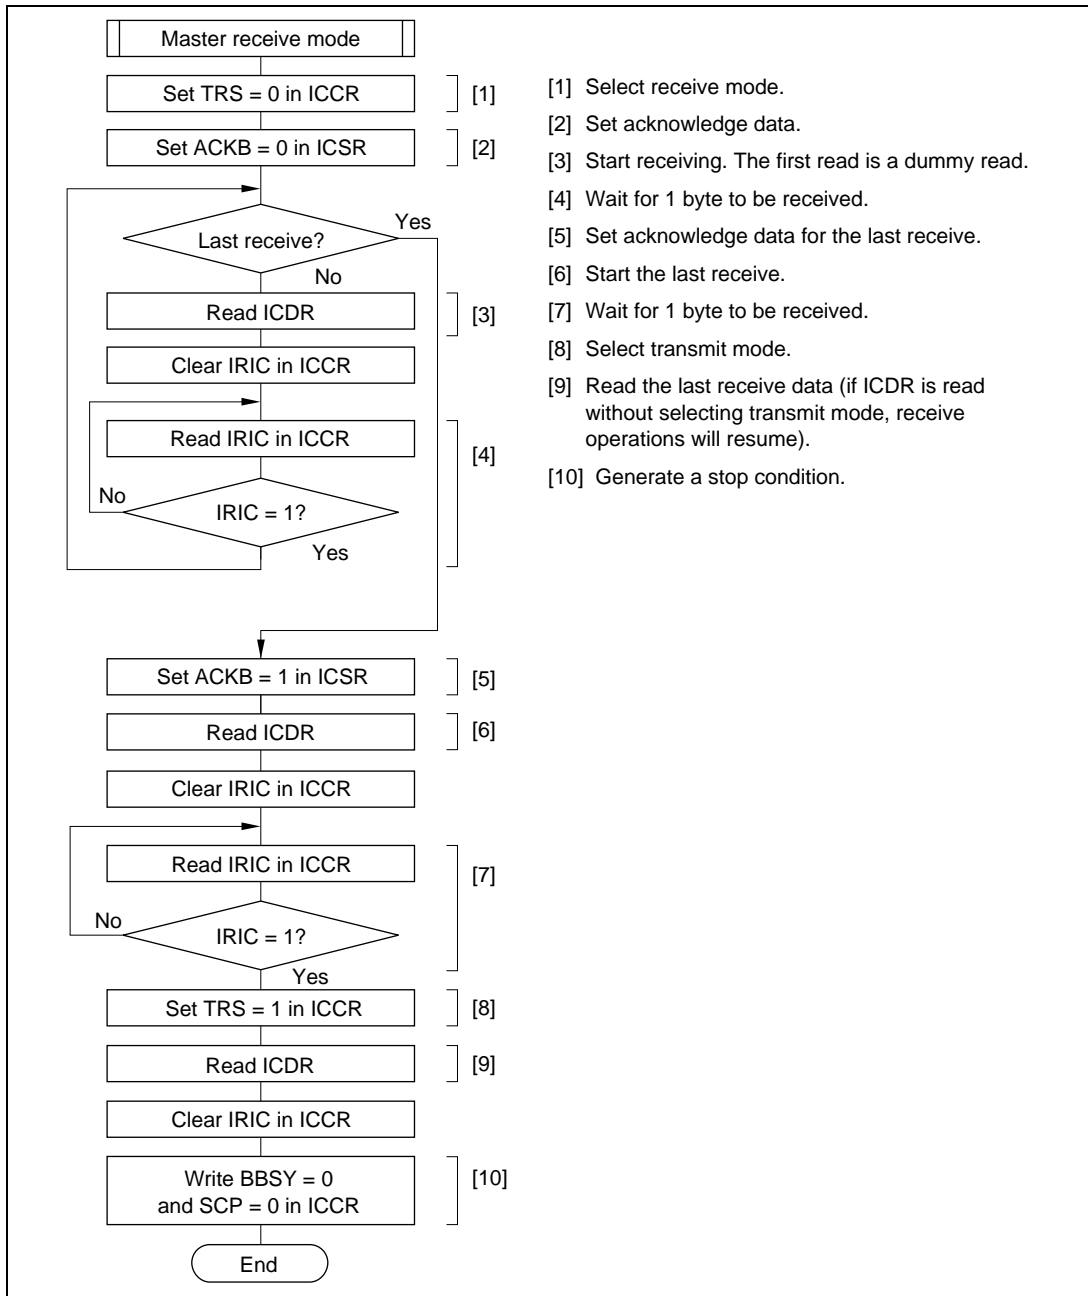 Master receive mode
Set TRS = 0 in ICCR
[1]
Set ACKB = 0 in ICSR
[2]
Last receive?
Yes
No
Read ICDR
[3]
Clear IRIC in ICCR
Read IRIC in ICCR
[4]
No
IRIC = 1?
Yes
Set ACKB = 1 in ICSR
[5]
Read ICDR
[6]
Clear IRIC in ICCR
Read IRIC in ICCR
[7]
No
IRIC = 1?
Yes
Set TRS = 1 in ICCR
[8]
Read ICDR
[9]
Clear IRIC in ICCR
Write BBSY = 0
and SCP = 0 in ICCR
[10]
End
[1] Select receive mode.
[2] Set acknowledge data.
[3] Start receiving. The first read is a dummy read.
[4] Wait for 1 byte to be received.
[5] Set acknowledge data for the last receive.
[6] Start the last receive.
[7] Wait for 1 byte to be received.
[8] Select transmit mode.
[9] Read the last receive data (if ICDR is read
without selecting transmit mode, receive
operations will resume).
[10] Generate a stop condition.